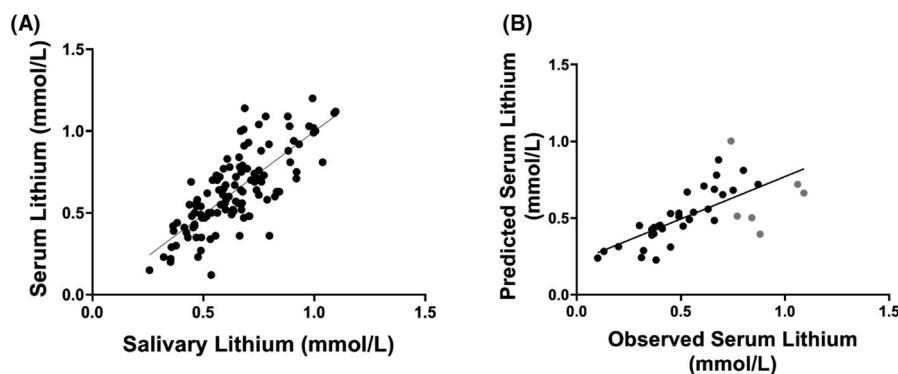 (A)
Serum Lithium (mmol/L)
1.5
1.0
0.5
0.0
0.0 0.5 1.0 1.5
Salivary Lithium (mmol/L)
(B)
Predicted Serum Lithium
(mmol/L)
1.5
1.0
0.5
0.0
0.0 0.5 1.0 1.5
Observed Serum Lithium
(mmol/L)